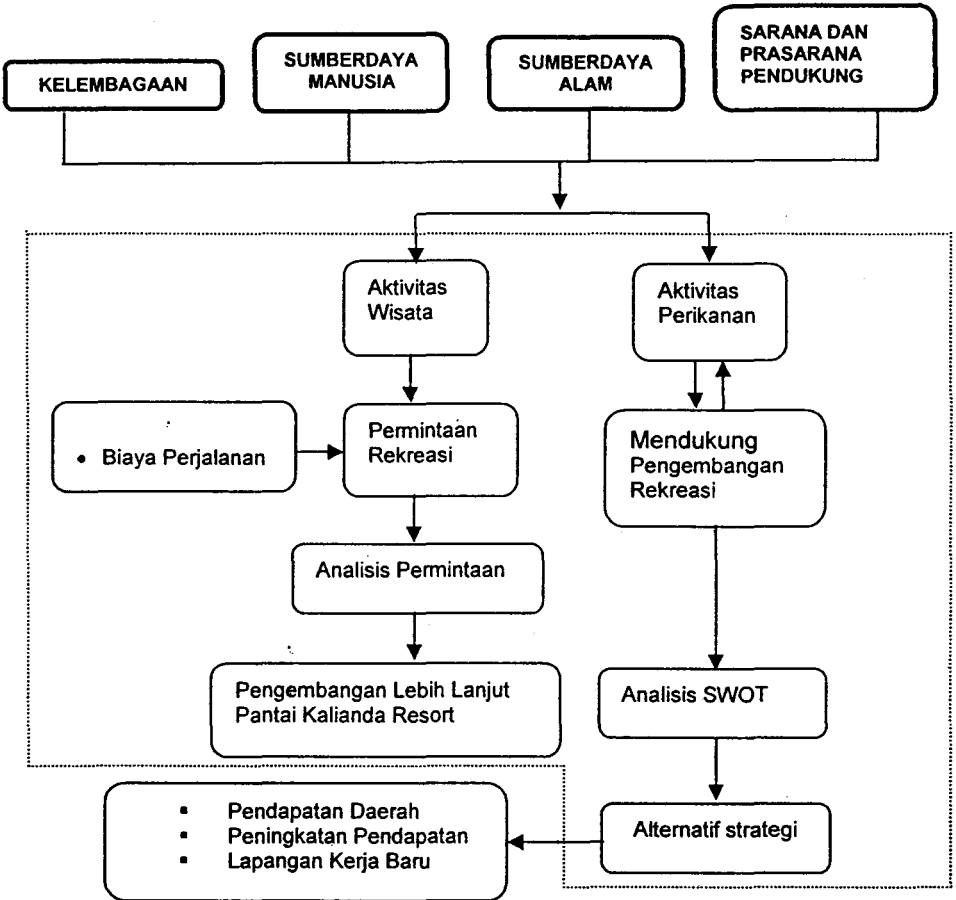 KELEMBAGAAN
SUMBERDAYA
MANUSIA
SUMBERDAYA
ALAM
SARANA DAN
PRASARANA
PENDUKUNG
Aktivitas
Wisata
Aktivitas
Perikanan
• Biaya Perjalanan
Permintaan
Rekreasi
Mendukung
Pengembangan
Rekreasi
Analisis Permintaan
Pengembangan Lebih Lanjut
Pantai Kalianda Resort
Analisis SWOT
▪ Pendapatan Daerah
▪ Peningkatan Pendapatan
▪ Lapangan Kerja Baru
Alternatif strategi